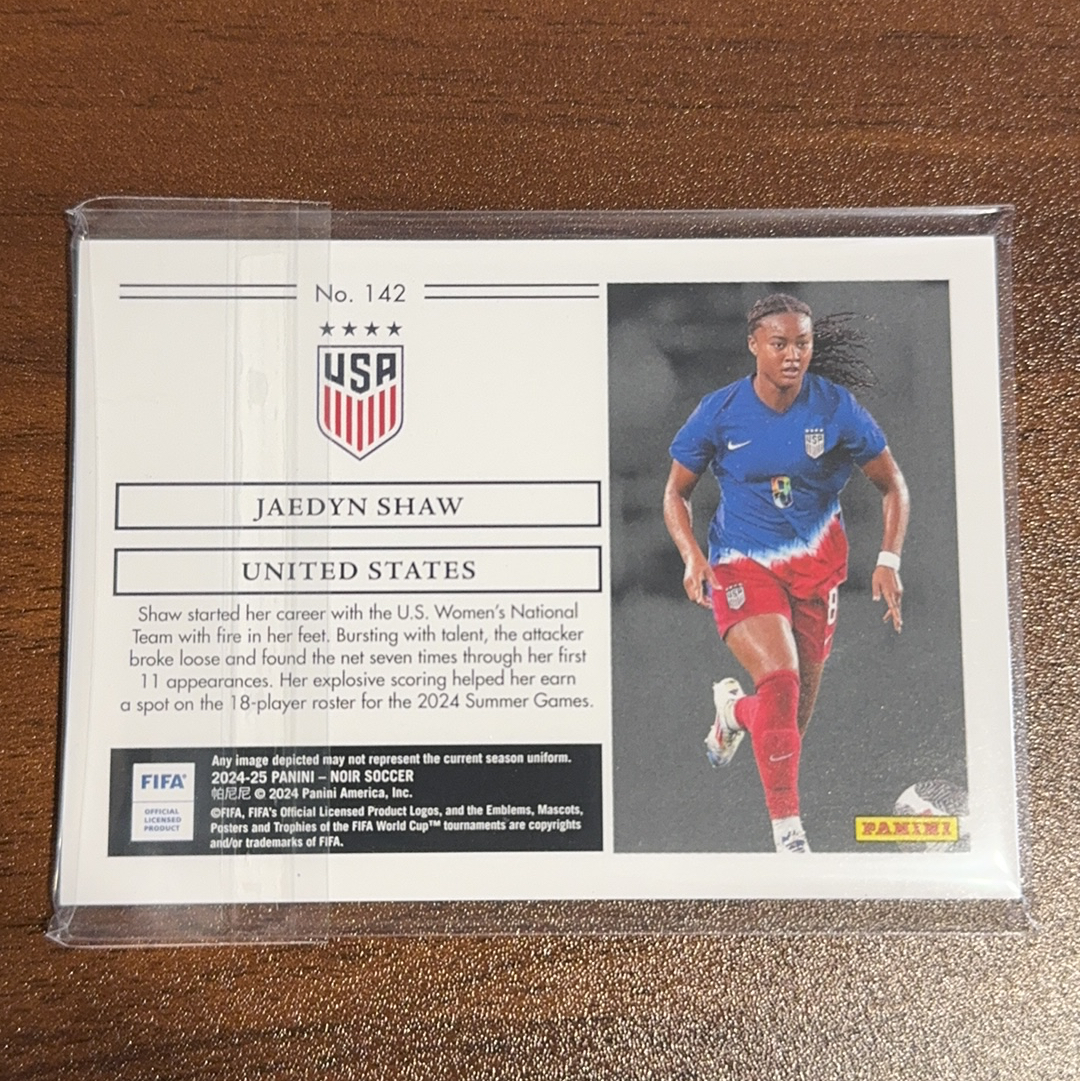 No. 142
USA
JAEDYN SHAW
UNITED STATES
Shaw started her career with the U.S. Women's National
Team with fire in her feet. Bursting with talent, the attacker
broke loose and found the net seven times through her first
11 appearances. Her explosive scoring helped her earn
a spot on the 18-player roster for the 2024 Summer Games.
FIFA®
OFFICIAL
LICENSED
PRODUCT
Any image depicted may not represent the current season uniform.
2024-25 PANINI – NOIR SOCCER
帕尼尼 © 2024 Panini America, Inc.
©FIFA, FIFA's Official Licensed Product Logos, and the Emblems, Mascots,
Posters and Trophies of the FIFA World Cup™ tournaments are copyrights
and/or trademarks of FIFA.
USA
8
USA
8
PANINI